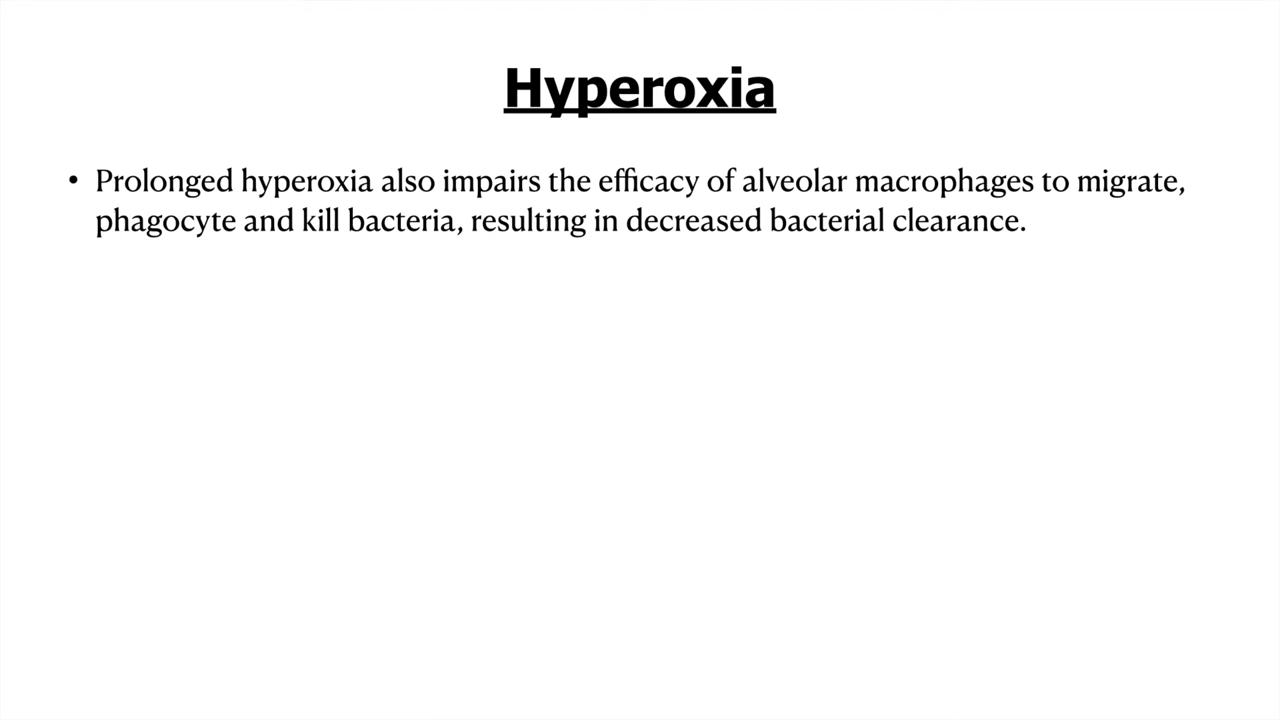 Hyperoxia
• Prolonged hyperoxia also impairs the efficacy of alveolar macrophages to migrate,
phagocyte and kill bacteria, resulting in decreased bacterial clearance.